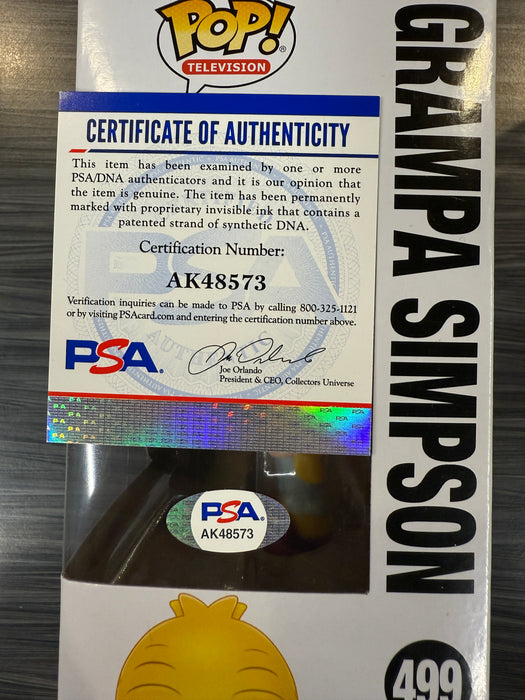 POP!
TELEVISION
GRAMPA SIMPSON
499
CERTIFICATE OF AUTHENTICITY
This item has been examined by one or more
PSA/DNA authenticators and it is our opinion that
the item is genuine. The item has been permanently
marked with proprietary invisible ink that contains a
patented strand of synthetic DNA.
Certification Number:
AK48573
Verification inquiries can be made to PSA by calling 800-325-1121
or by visiting PSAcard.com and entering the certification number above.
PSA.
Joe Orlando
President & CEO, Collectors Universe
PSA.
AK48573